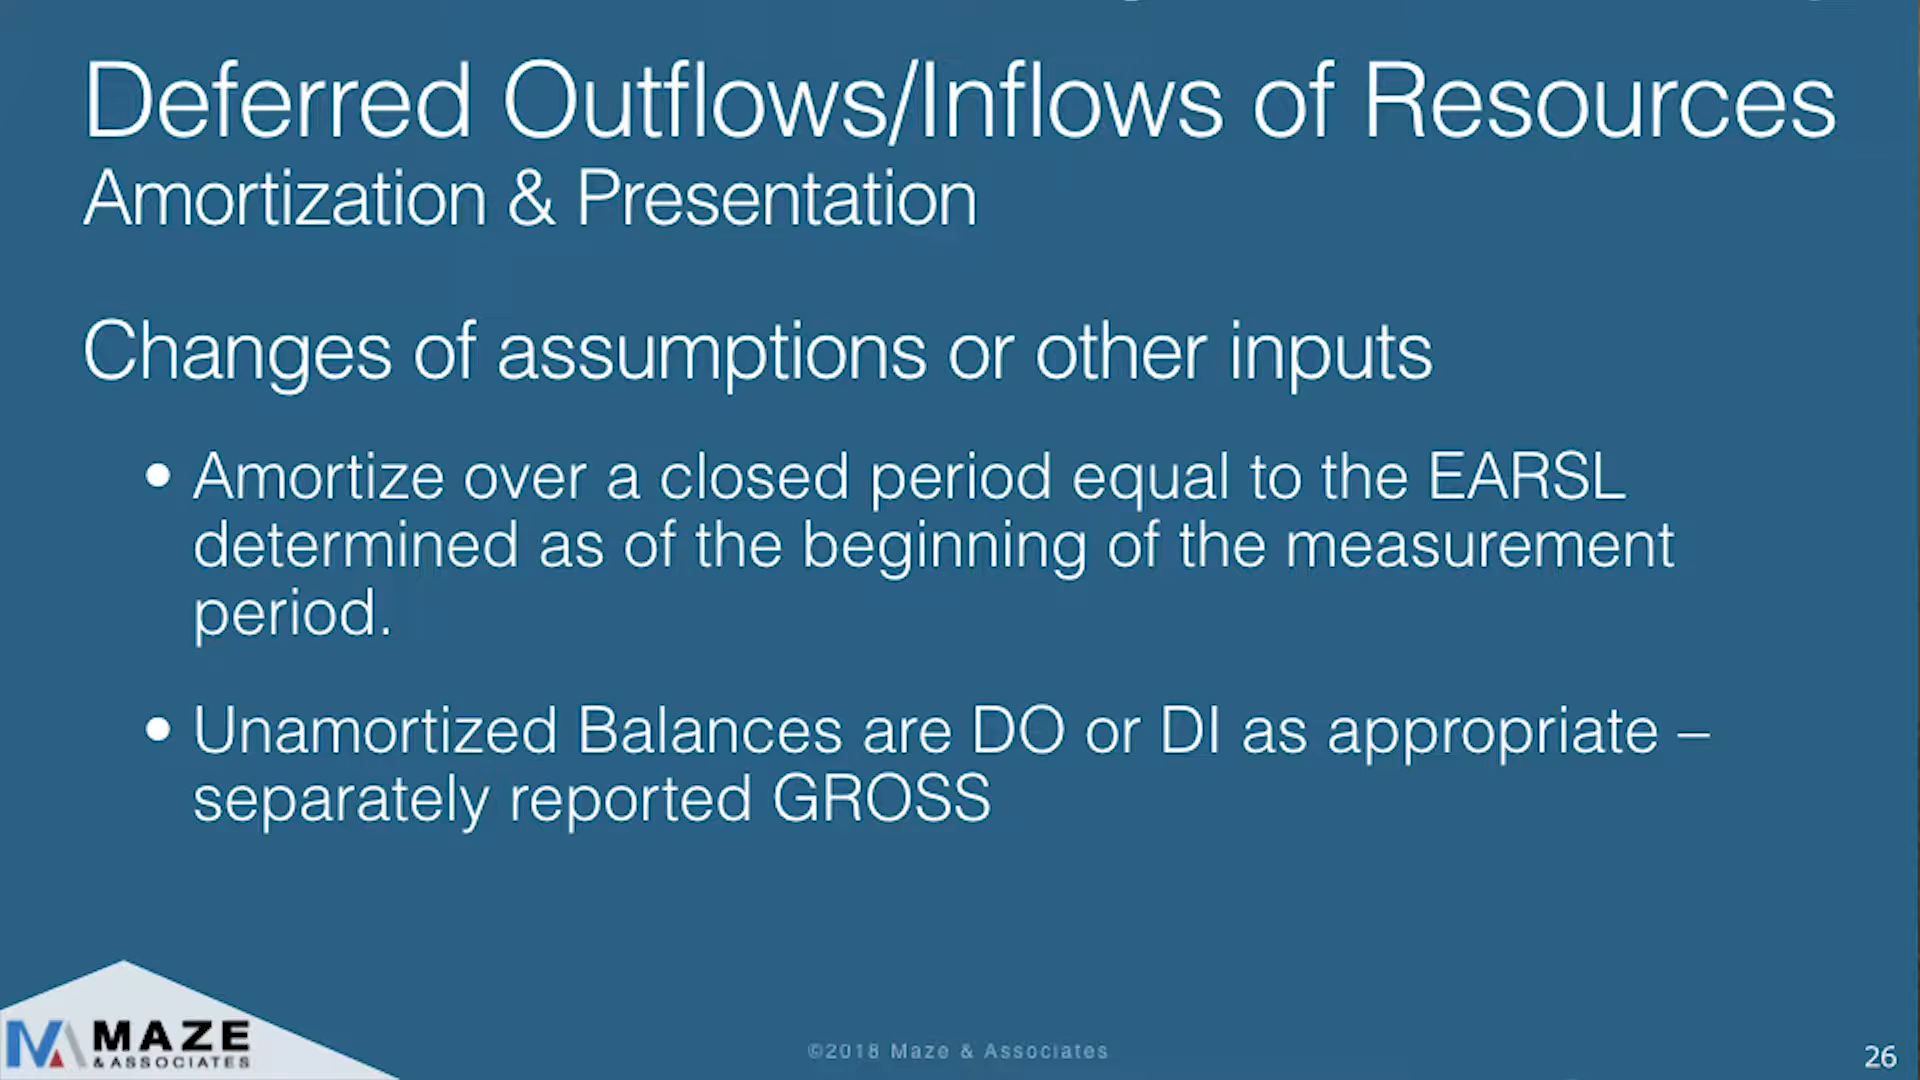 Deferred Outflows/Inflows of Resources
Amortization & Presentation
Changes of assumptions or other inputs
• Amortize over a closed period equal to the EARSL
determined as of the beginning of the measurement
period.
• Unamortized Balances are DO or DI as appropriate –
separately reported GROSS
MAZE
& ASSOCIATES
©2018 Maze & Associates
26